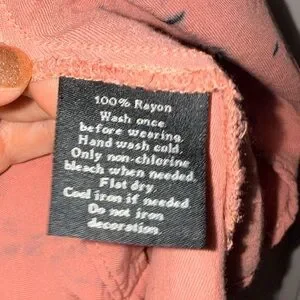 100% Rayon
Wash once
before wearing.
Hand wash cold.
Only non-chlorine
bleach when needed.
Flat dry.
Cool iron if needed
Do not iron
decoration.